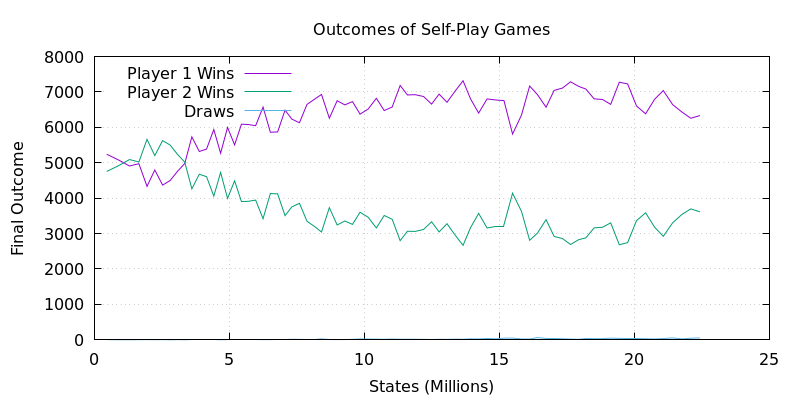 Outcomes of Self-Play Games
8000
7000
6000
5000
4000
3000
2000
1000
0
Player 1 Wins
Player 2 Wins
Draws
Final Outcome
0 5 10 15 20 25
States (Millions)